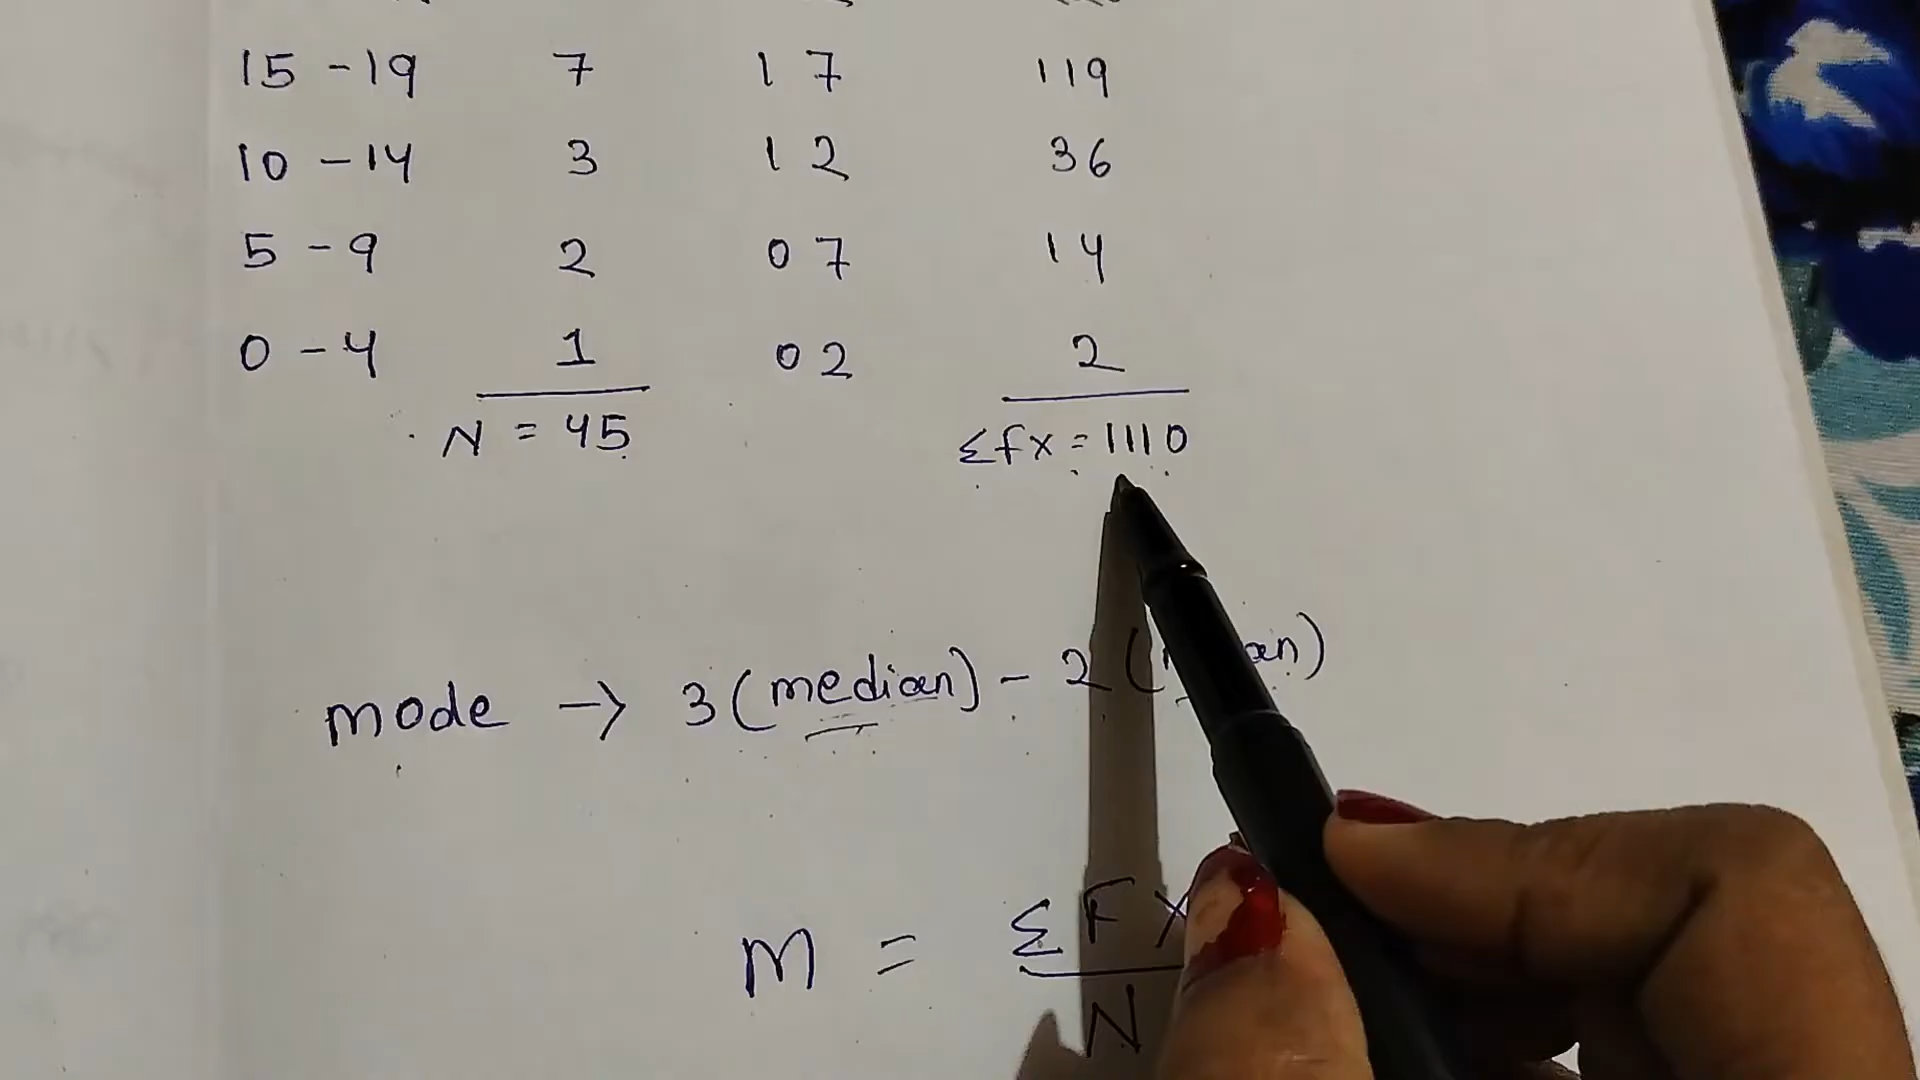 15 - 19 7 17 119
10 - 14 3 12 36
5 - 9 2 07 14
0 - 4 1 02 2
N = 45 Σfx = 1110
mode → 3 (median) - 2 (
M = ΣFX
N